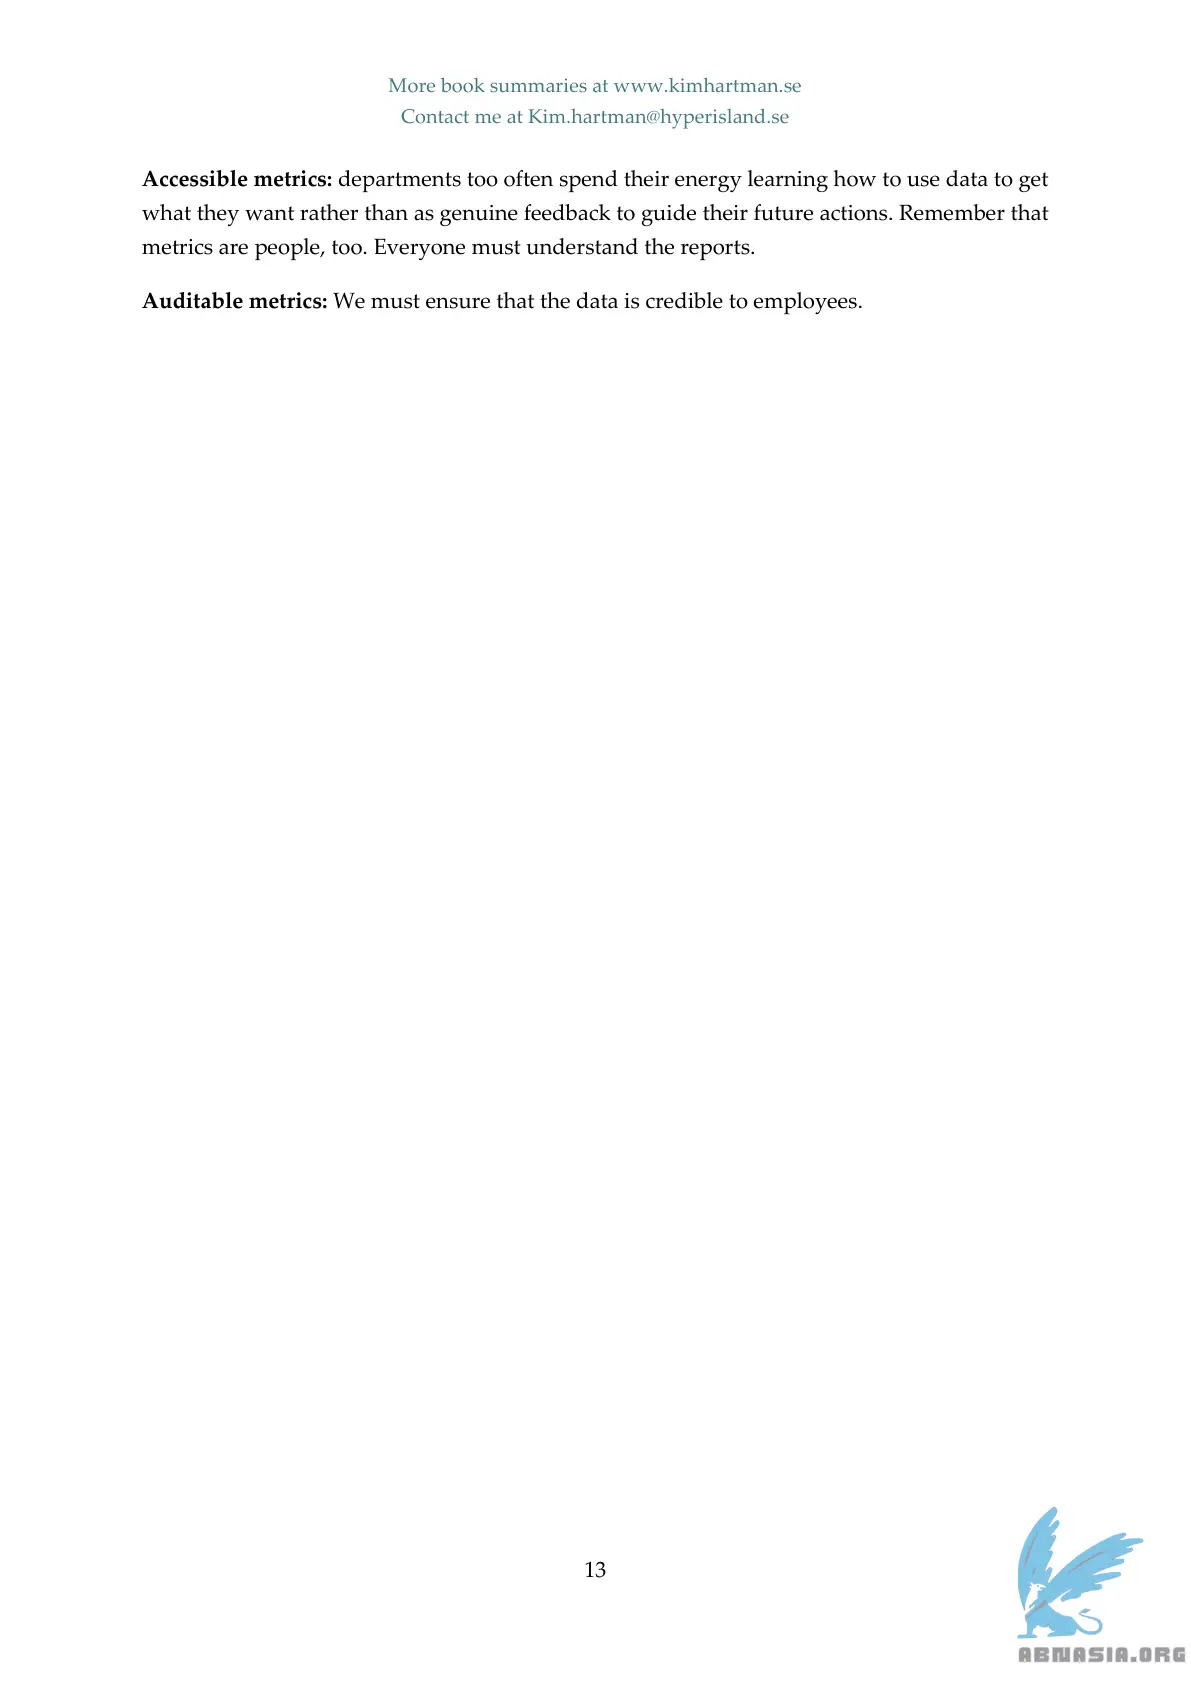 More book summaries at www.kimhartman.se
Contact me at Kim.hartman@hyperisland.se
Accessible metrics: departments too often spend their energy learning how to use data to get
what they want rather than as genuine feedback to guide their future actions. Remember that
metrics are people, too. Everyone must understand the reports.
Auditable metrics: We must ensure that the data is credible to employees.
13
ABNASIA.ORG